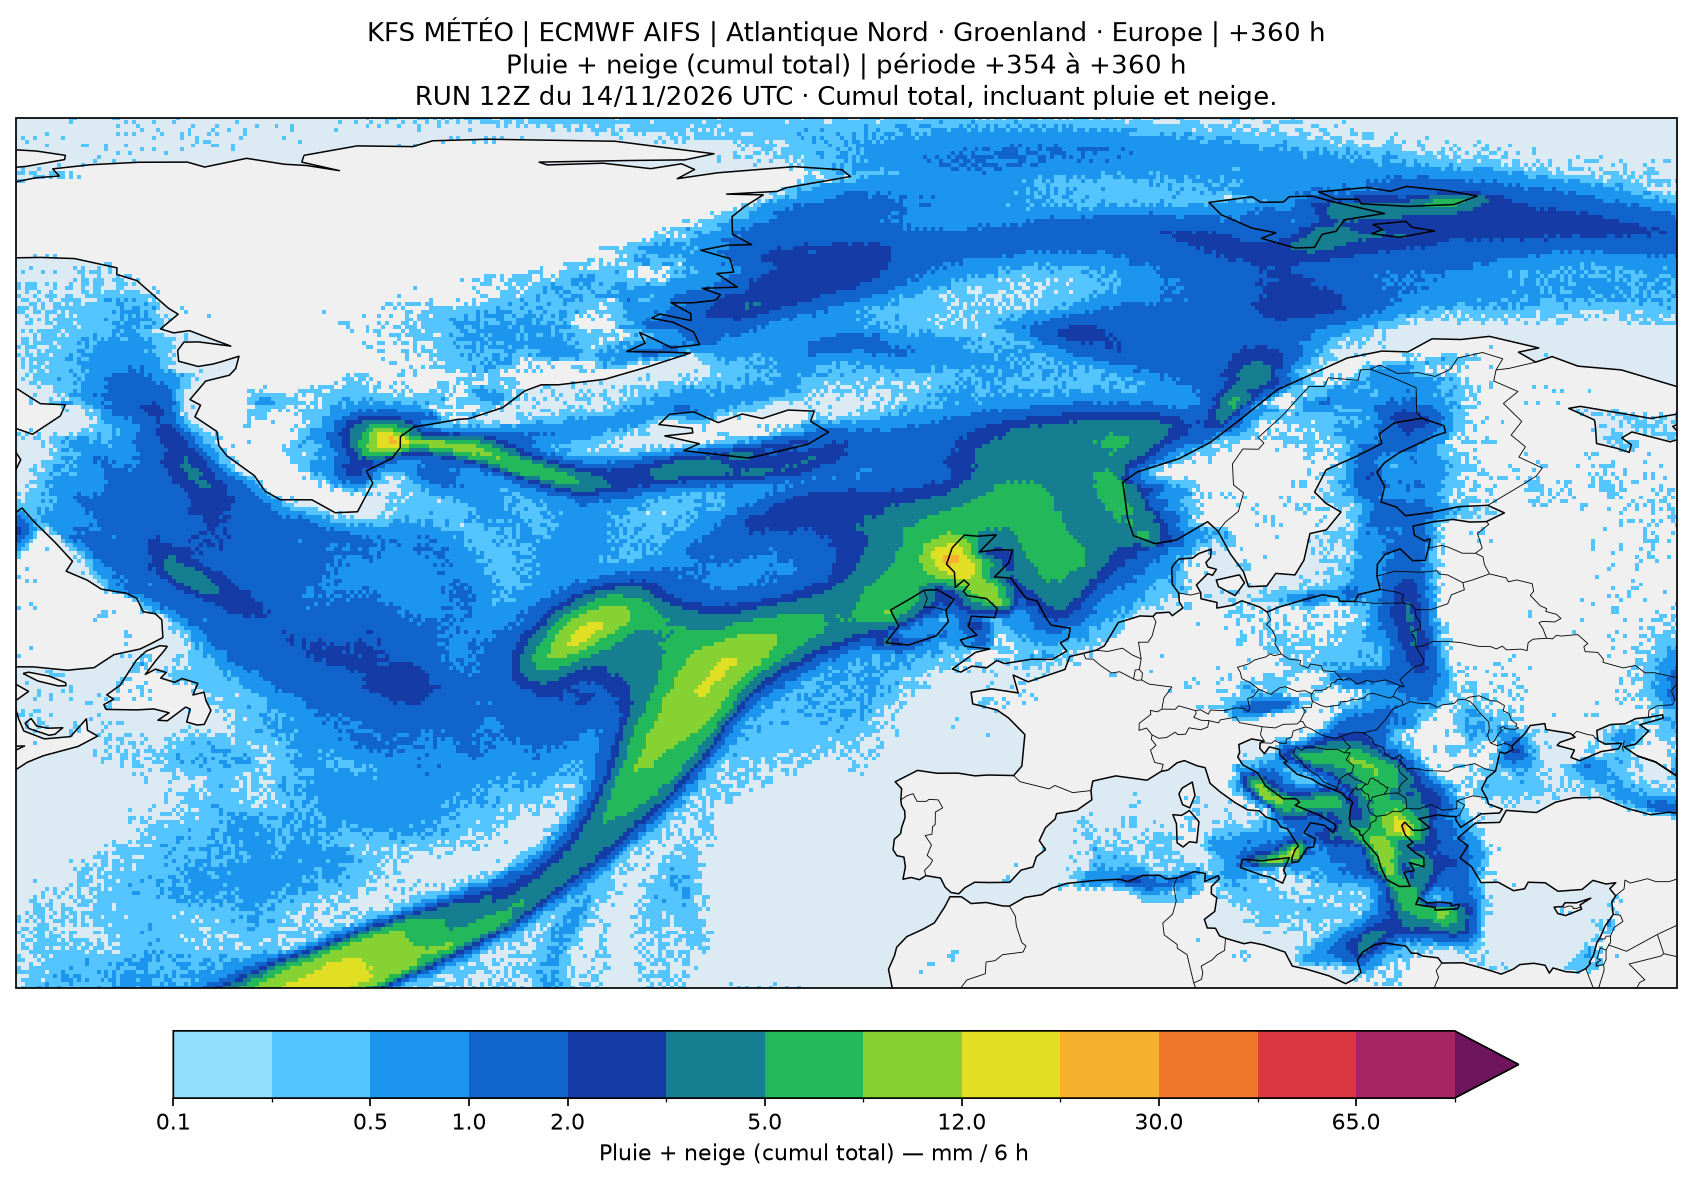 KFS MÉTÉO | ECMWF AIFS | Atlantique Nord · Groenland · Europe | +360 h
Pluie + neige (cumul total) | période +354 à +360 h
RUN 12Z du 14/11/2026 UTC · Cumul total, incluant pluie et neige.
0.1 0.5 1.0 2.0 5.0 12.0 30.0 65.0
Pluie + neige (cumul total) — mm / 6 h